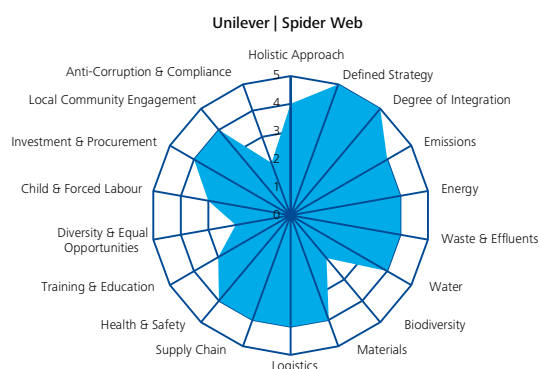 Unilever | Spider Web
Holistic Approach
Defined Strategy
Degree of Integration
Emissions
Energy
Waste & Effluents
Water
Biodiversity
Materials
Logistics
Supply Chain
Health & Safety
Training & Education
Diversity & Equal
Opportunities
Child & Forced Labour
Investment & Procurement
Local Community Engagement
Anti-Corruption & Compliance
5
4
3
2
1
0